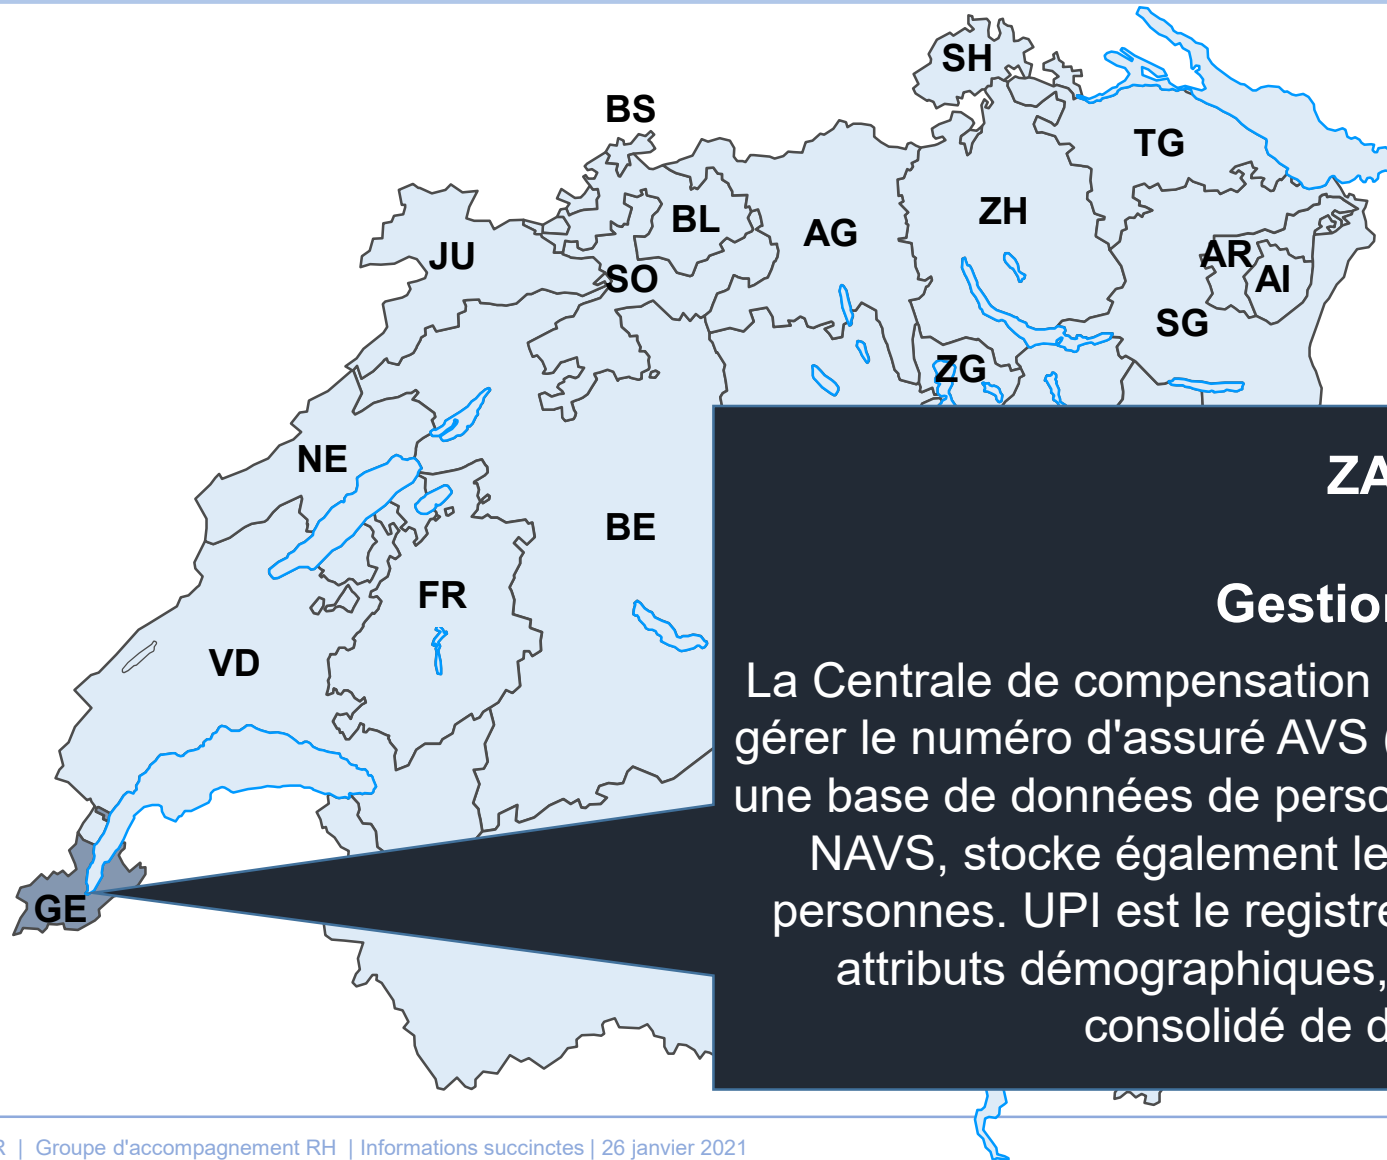 SH
BS
TG
BL
ZH
AG
JU
AR
SO
AI
SG
ZG
NE
BE
FR
VD
GE
ZA
Gestion
La Centrale de compensation
gérer le numéro d'assuré AVS (
une base de données de perso
NAVS, stocke également le
personnes. UPI est le registre
attributs démographiques,
consolidé de d
R | Groupe d'accompagnement RH | Informations succinctes | 26 janvier 2021